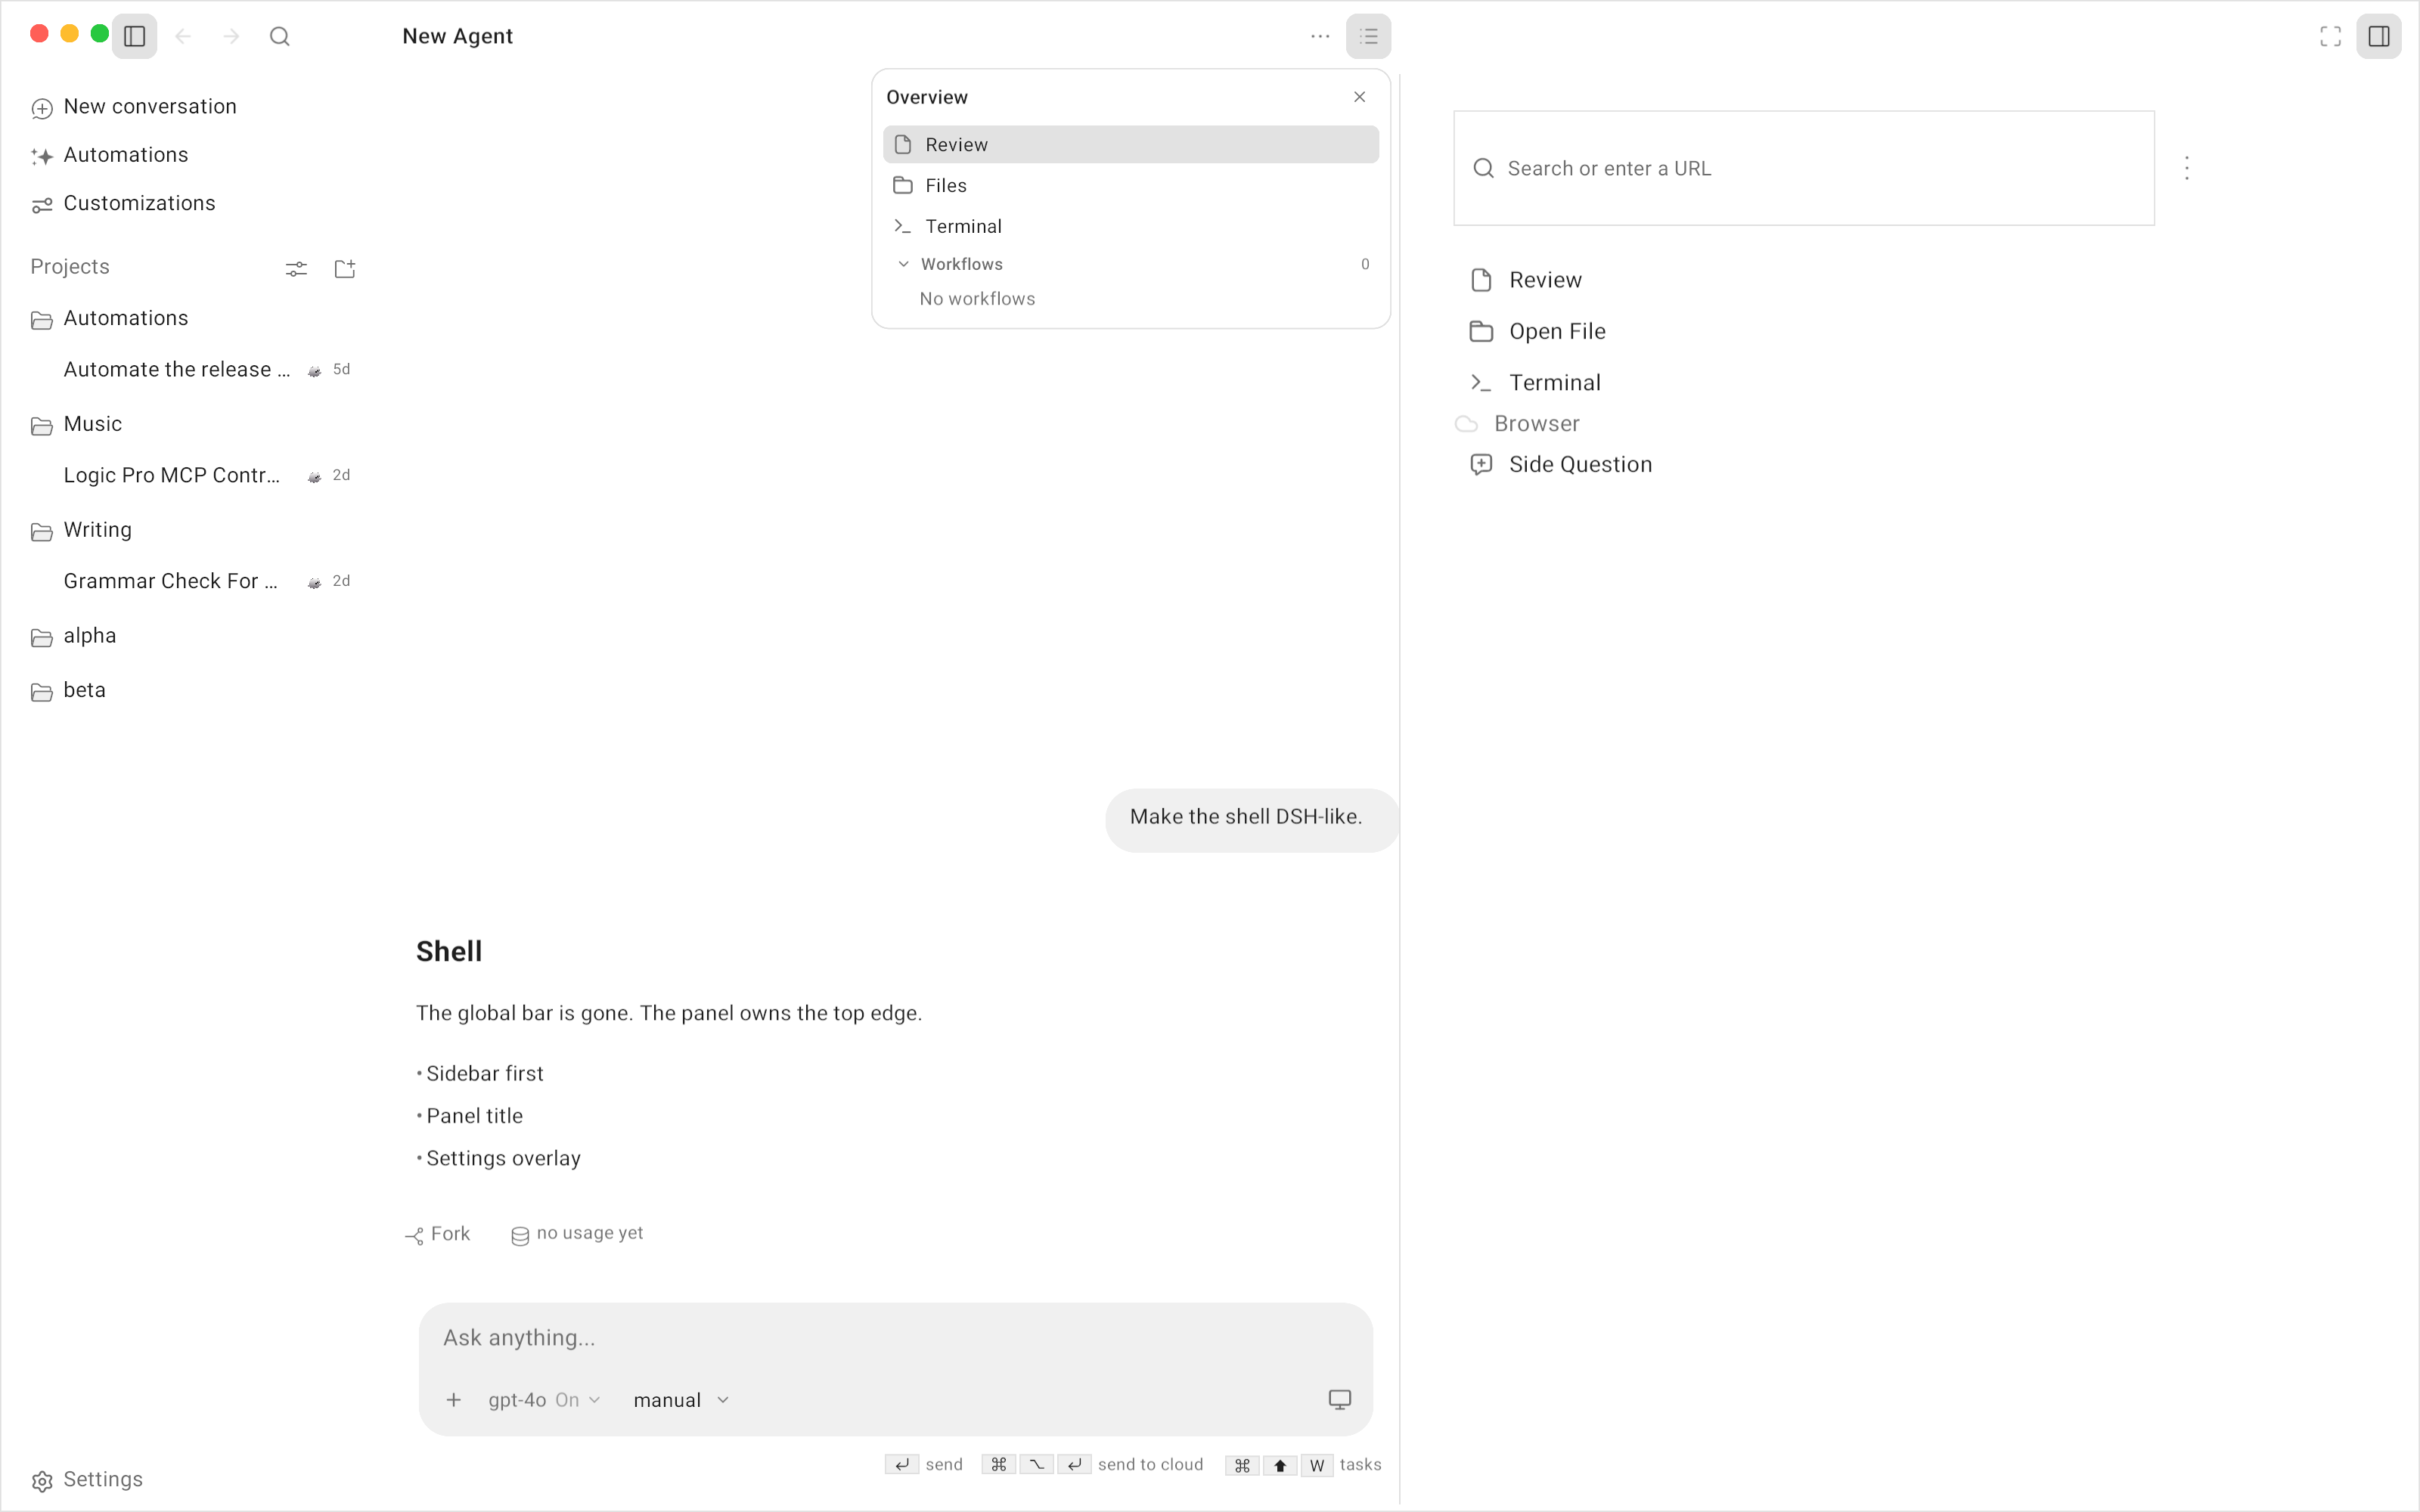 New Agent
New conversation
Automations
Customizations
Projects
Automations
Automate the release ... 5d
Music
Logic Pro MCP Contr... 2d
Writing
Grammar Check For ... 2d
alpha
beta
Settings
Overview
Review
Files
Terminal
Workflows 0
No workflows
Make the shell DSH-like.
Shell
The global bar is gone. The panel owns the top edge.
• Sidebar first
• Panel title
• Settings overlay
Fork no usage yet
Ask anything...
gpt-4o On manual
↵ send ⌘ ⌥ ↵ send to cloud ⌘ ⬆ W tasks
Search or enter a URL
Review
Open File
Terminal
Browser
Side Question